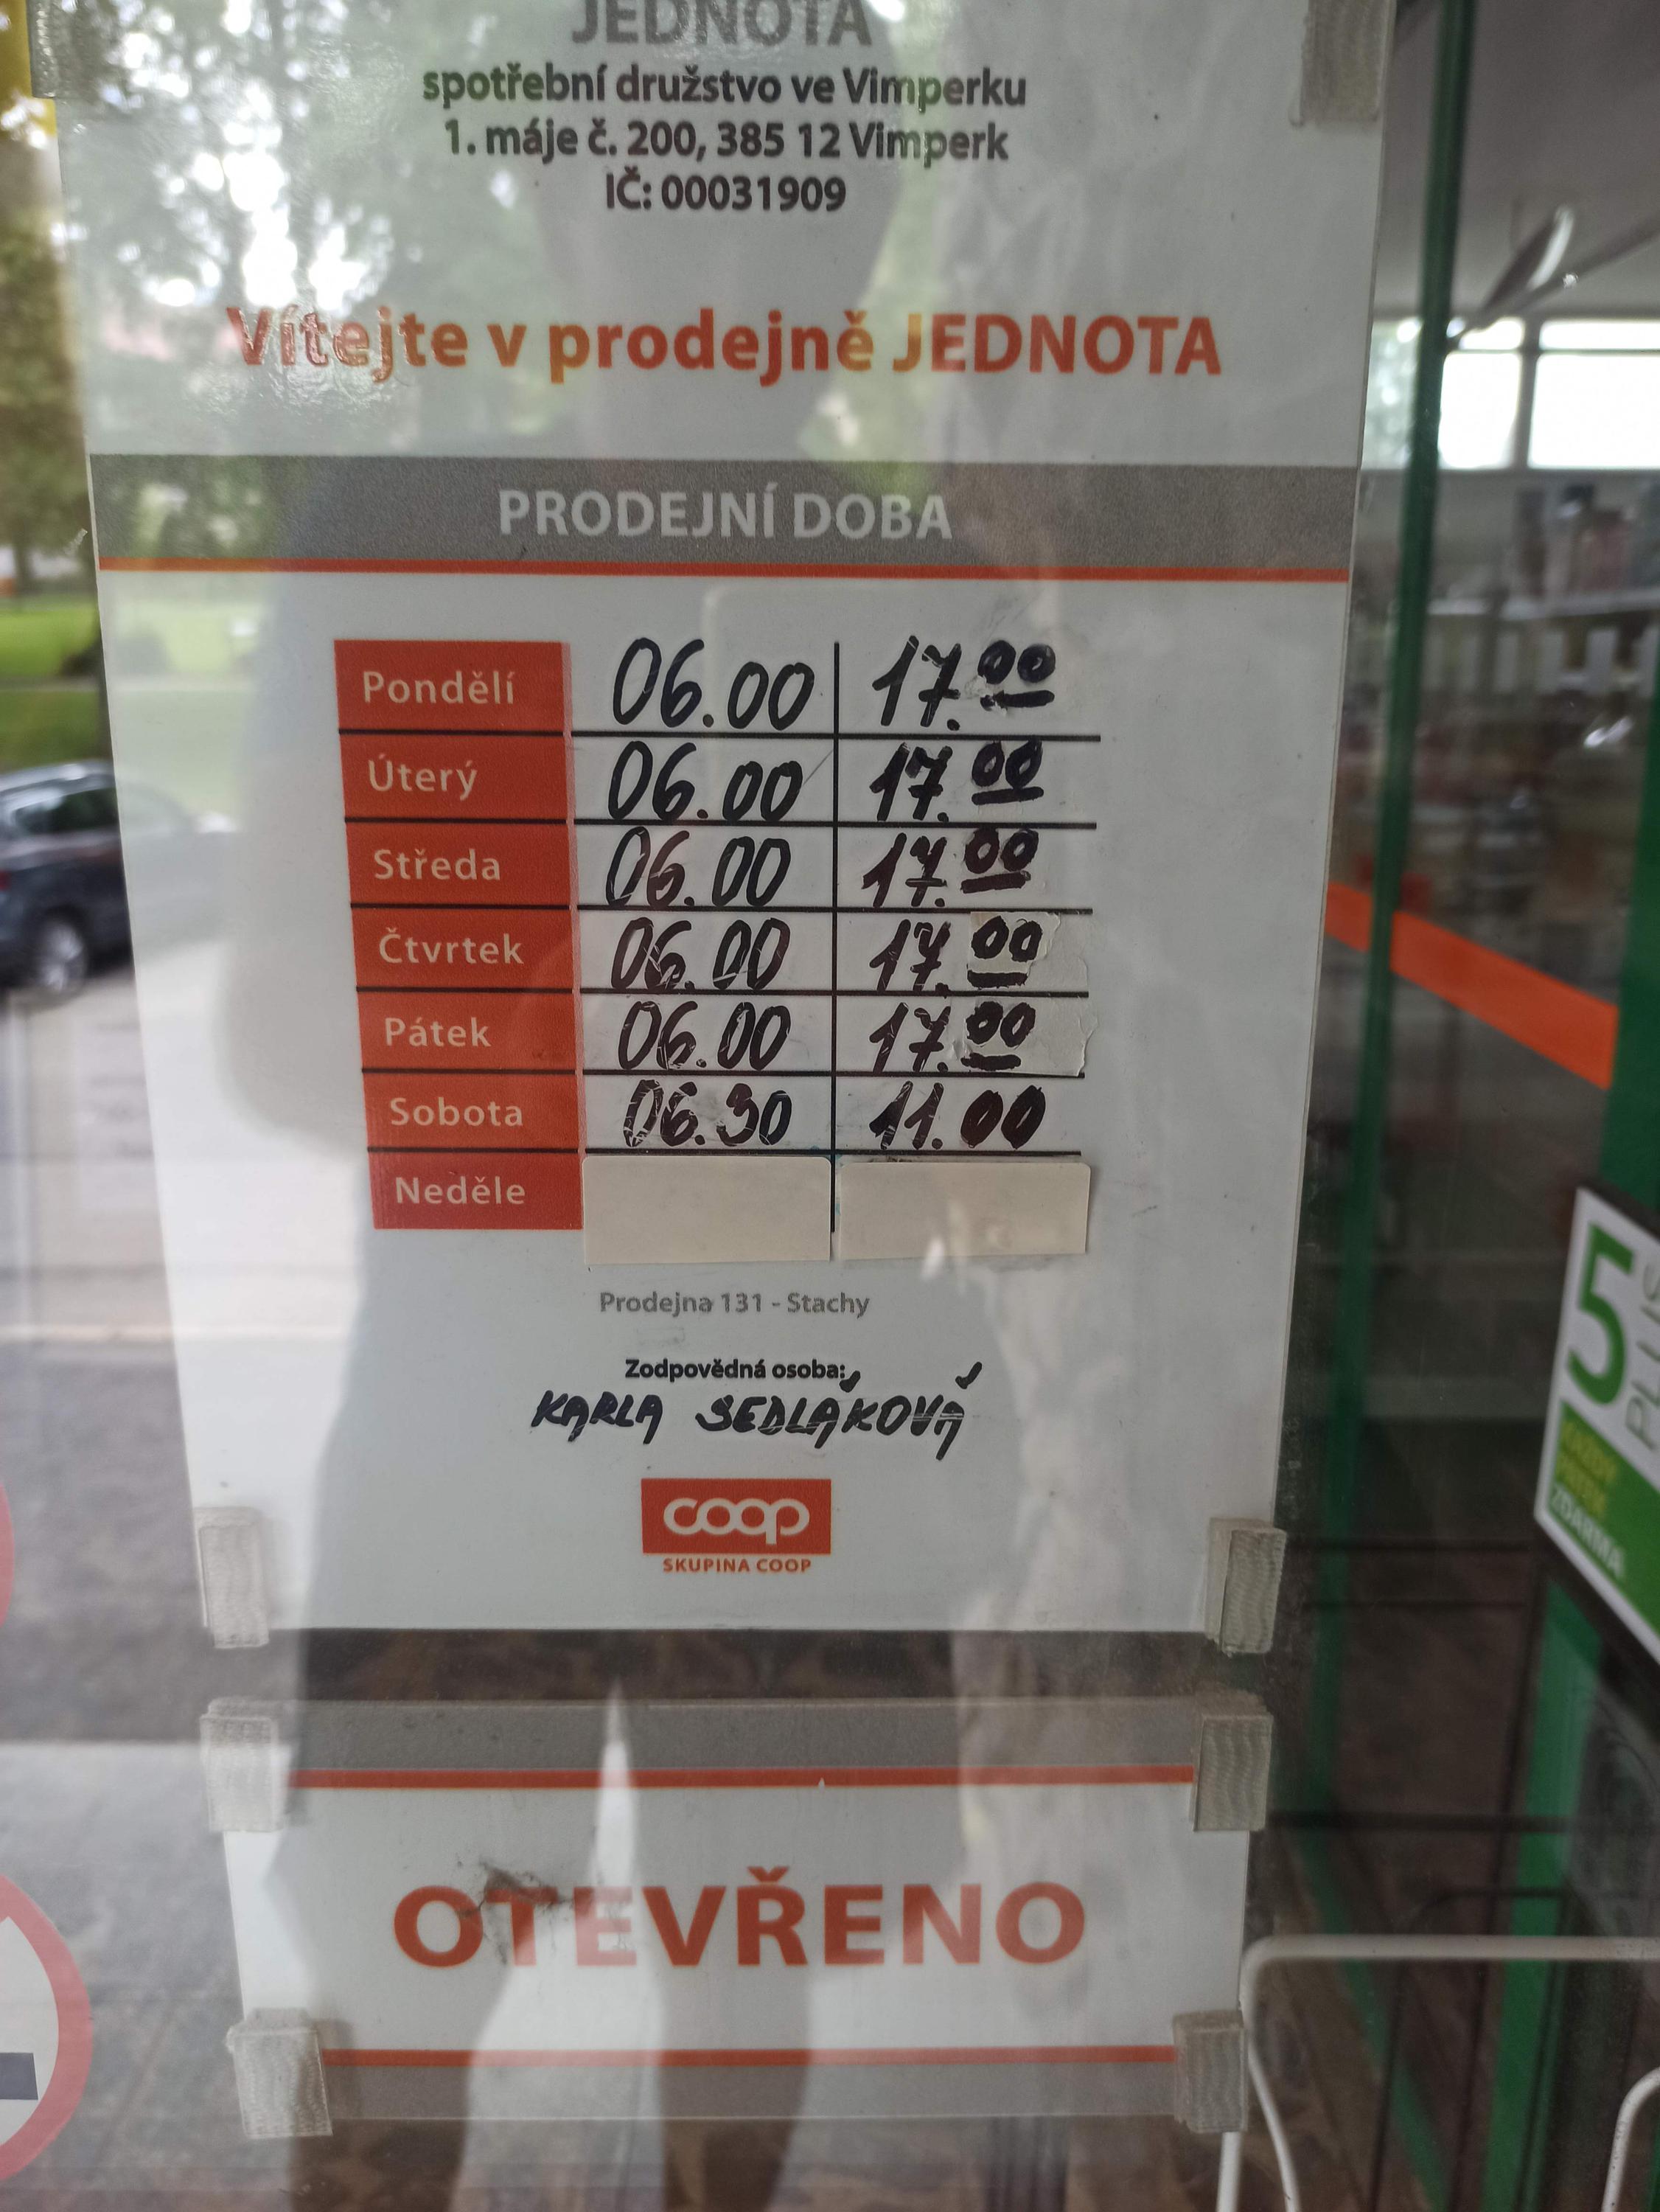 JEDNOTA
spotřební družstvo ve Vimperku
1. máje č. 200, 385 12 Vimperk
IČ: 00031909
Vítejte v prodejně JEDNOTA
PRODEJNÍ DOBA
Pondělí 06.00 17.00
Úterý 06.00 17.00
Středa 06.00 17.00
Čtvrtek 06.00 17.00
Pátek 06.00 17.00
Sobota 06.30 11.00
Neděle
Prodejna 131 - Stachy
Zodpovědná osoba:
KARLA SEDLÁKOVÁ
coop
SKUPINA COOP
OTEVŘENO
5
PLUS
ZDARMA